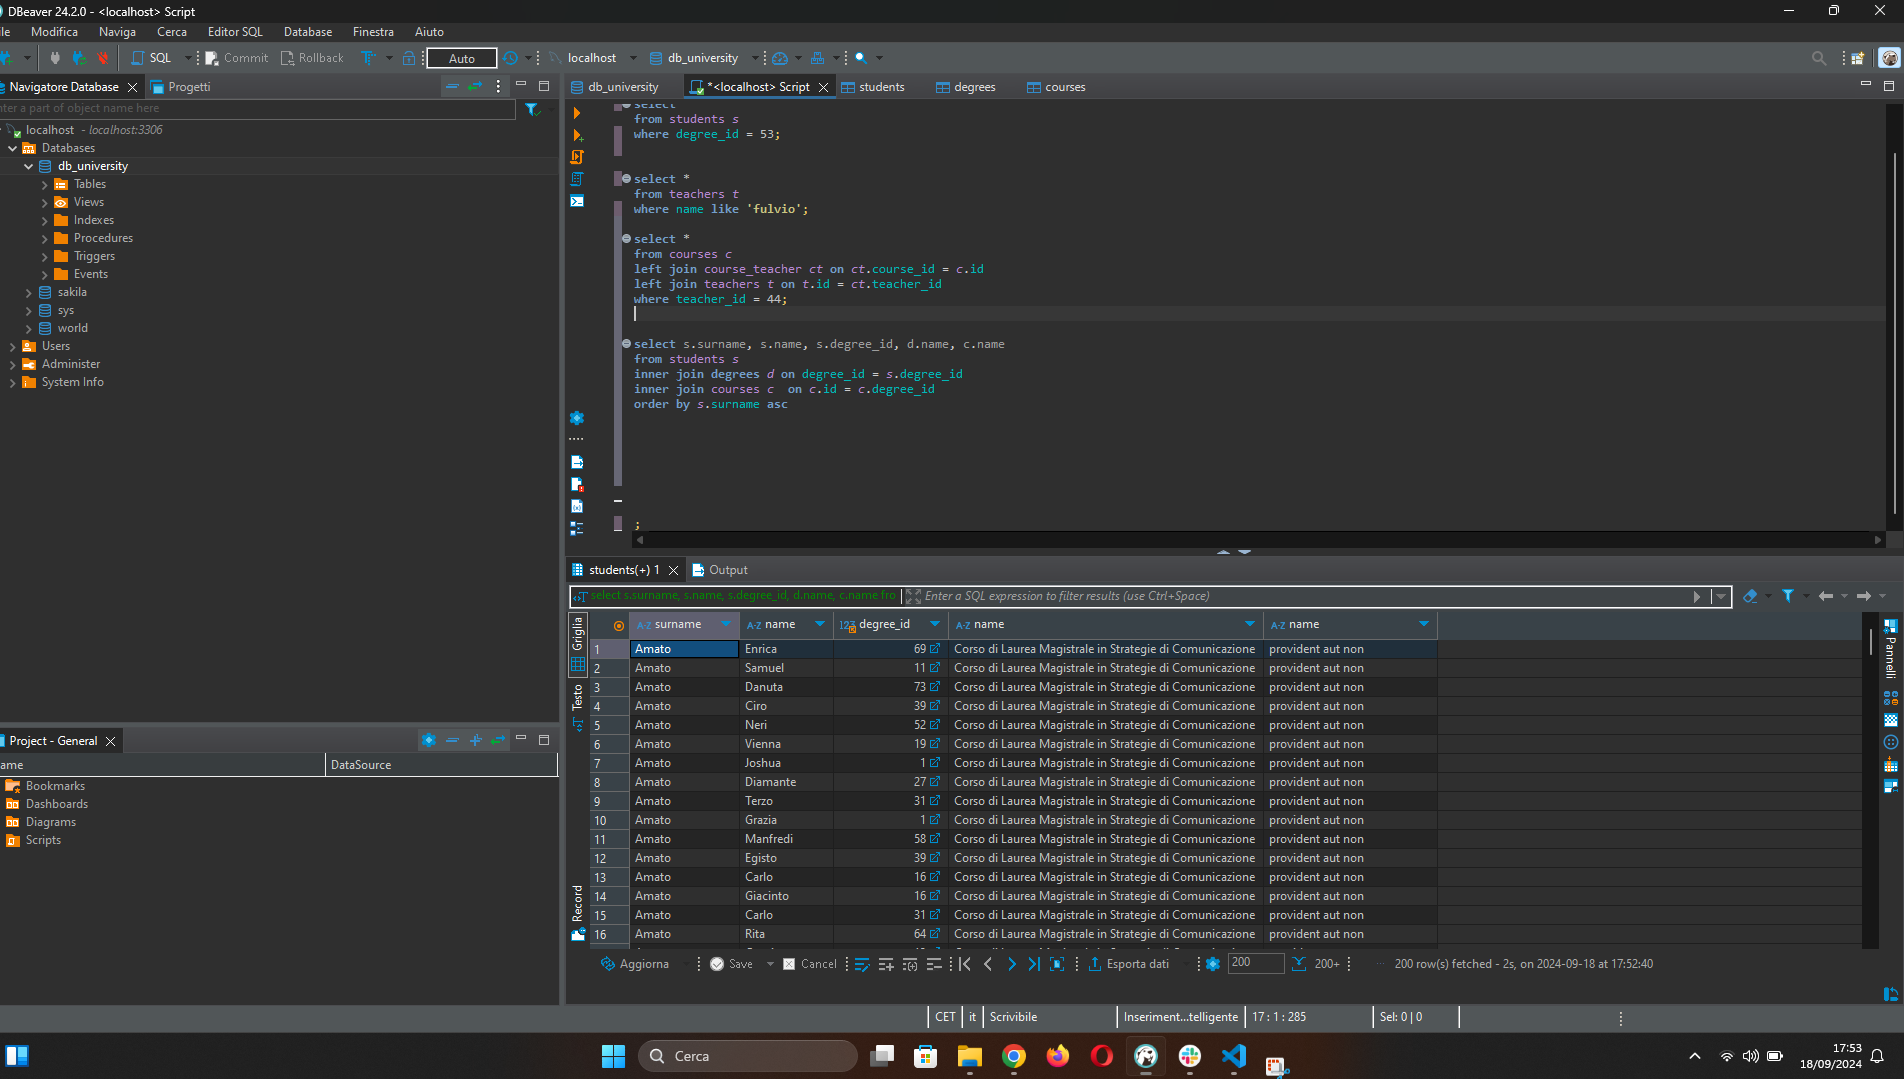 DBeaver 24.2.0 - <localhost> Script
Modifica Naviga Cerca Editor SQL Database Finestra Aiuto
SQL Commit Rollback Auto localhost db_university
Navigatore Database Progetti
enter a part of object name here
localhost - localhost:3306
Databases
db_university
Tables
Views
Indexes
Procedures
Triggers
Events
sakila
sys
world
Users
Administer
System Info
Project - General
DataSource
Bookmarks
Dashboards
Diagrams
Scripts
db_university *<localhost> Script students degrees courses
select
from students s
where degree_id = 53;
select *
from teachers t
where name like 'fulvio';
select *
from courses c
left join course_teacher ct on ct.course_id = c.id
left join teachers t on t.id = ct.teacher_id
where teacher_id = 44;
select s.surname, s.name, s.degree_id, d.name, c.name
from students s
inner join degrees d on degree_id = s.degree_id
inner join courses c  on c.id = c.degree_id
order by s.surname asc
;
students(+) 1 Output
select s.surname, s.name, s.degree_id, d.name, c.name fro Enter a SQL expression to filter results (use Ctrl+Space)
Griglia
Testo
Record
Pannelli
A-Z surname A-Z name 123 degree_id A-Z name A-Z name
1 Amato Enrica 69 Corso di Laurea Magistrale in Strategie di Comunicazione provident aut non
2 Amato Samuel 11 Corso di Laurea Magistrale in Strategie di Comunicazione provident aut non
3 Amato Danuta 73 Corso di Laurea Magistrale in Strategie di Comunicazione provident aut non
4 Amato Ciro 39 Corso di Laurea Magistrale in Strategie di Comunicazione provident aut non
5 Amato Neri 52 Corso di Laurea Magistrale in Strategie di Comunicazione provident aut non
6 Amato Vienna 19 Corso di Laurea Magistrale in Strategie di Comunicazione provident aut non
7 Amato Joshua 1 Corso di Laurea Magistrale in Strategie di Comunicazione provident aut non
8 Amato Diamante 27 Corso di Laurea Magistrale in Strategie di Comunicazione provident aut non
9 Amato Terzo 31 Corso di Laurea Magistrale in Strategie di Comunicazione provident aut non
10 Amato Grazia 1 Corso di Laurea Magistrale in Strategie di Comunicazione provident aut non
11 Amato Manfredi 58 Corso di Laurea Magistrale in Strategie di Comunicazione provident aut non
12 Amato Egisto 39 Corso di Laurea Magistrale in Strategie di Comunicazione provident aut non
13 Amato Carlo 16 Corso di Laurea Magistrale in Strategie di Comunicazione provident aut non
14 Amato Giacinto 16 Corso di Laurea Magistrale in Strategie di Comunicazione provident aut non
15 Amato Carlo 31 Corso di Laurea Magistrale in Strategie di Comunicazione provident aut non
16 Amato Rita 64 Corso di Laurea Magistrale in Strategie di Comunicazione provident aut non
Aggiorna Save Cancel Esporta dati 200 200+ 200 row(s) fetched - 2s, on 2024-09-18 at 17:52:40
CET it Scrivibile Inseriment...telligente 17 : 1 : 285 Sel: 0 | 0
Cerca
17:53
18/09/2024